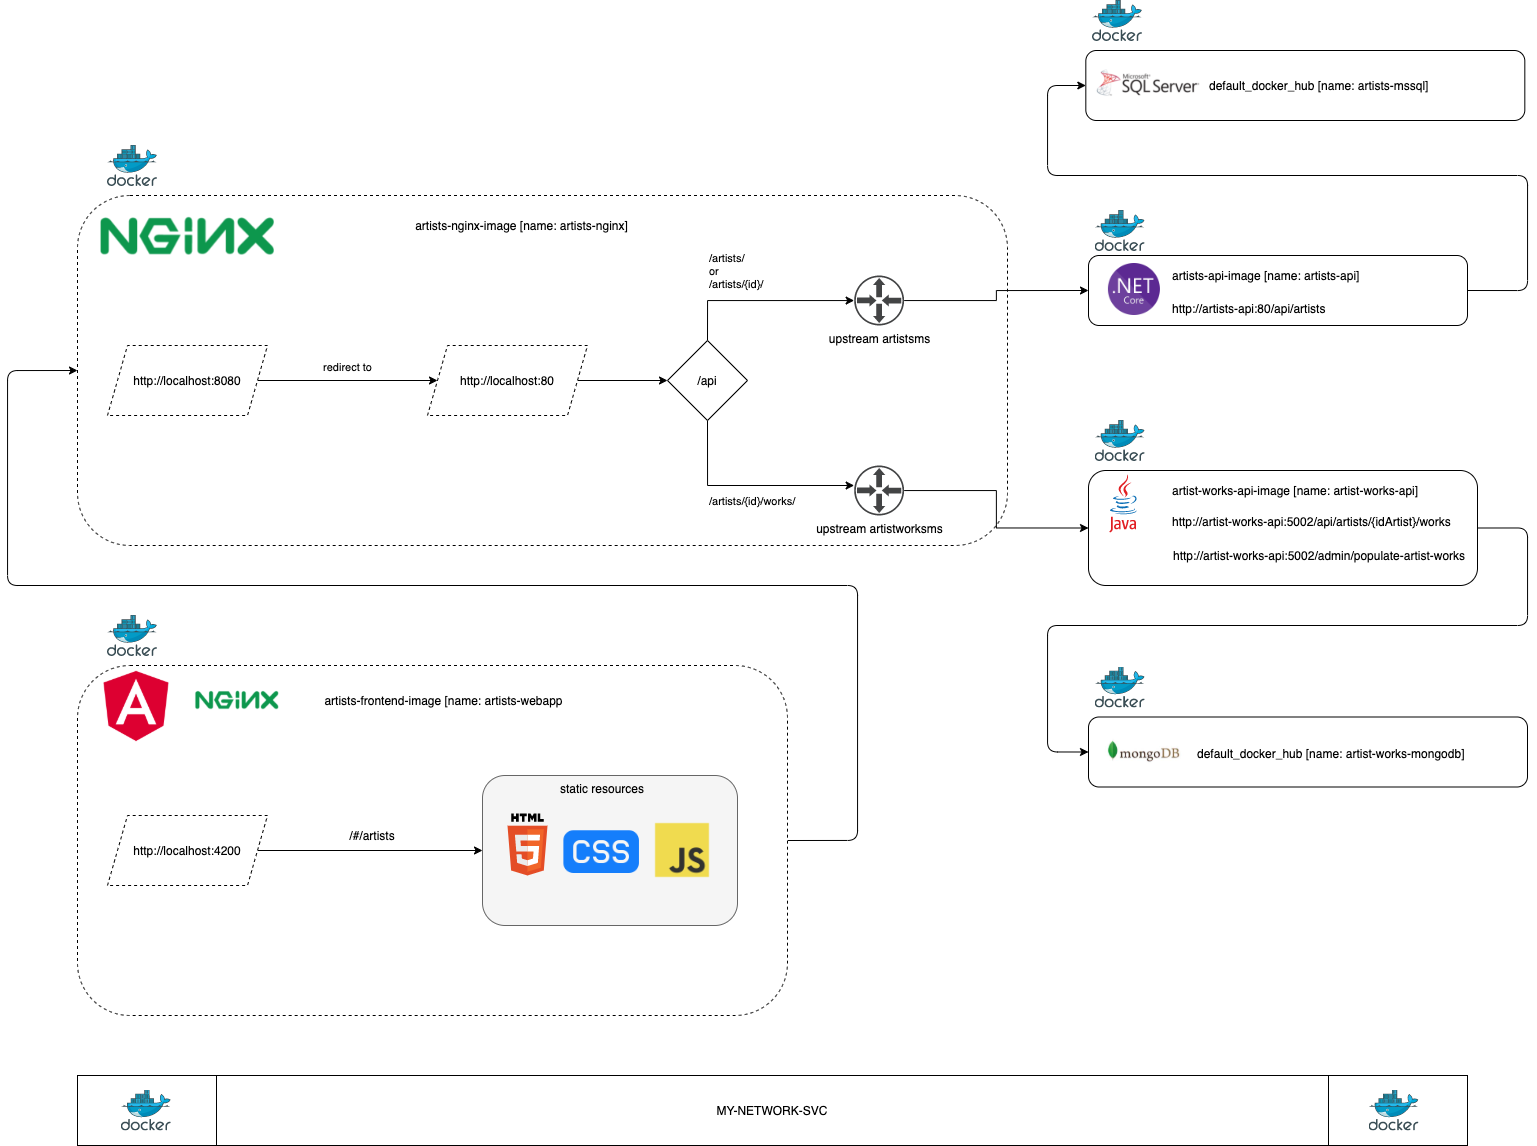 docker
Microsoft
SQL Server
default_docker_hub [name: artists-mssql]
docker
NGINX
artists-nginx-image [name: artists-nginx]
/artists/
or
/artists/{id}/
upstream artistsms
http://localhost:8080
redirect to
http://localhost:80
/api
/artists/{id}/works/
upstream artistworksms
docker
.NET
Core
artists-api-image [name: artists-api]
http://artists-api:80/api/artists
docker
Java
artist-works-api-image [name: artist-works-api]
http://artist-works-api:5002/api/artists/{idArtist}/works
http://artist-works-api:5002/admin/populate-artist-works
docker
A
NGINX
artists-frontend-image [name: artists-webapp
http://localhost:4200
/#/artists
static resources
HTML
5
CSS
JS
docker
mongoDB
default_docker_hub [name: artist-works-mongodb]
docker
MY-NETWORK-SVC
docker